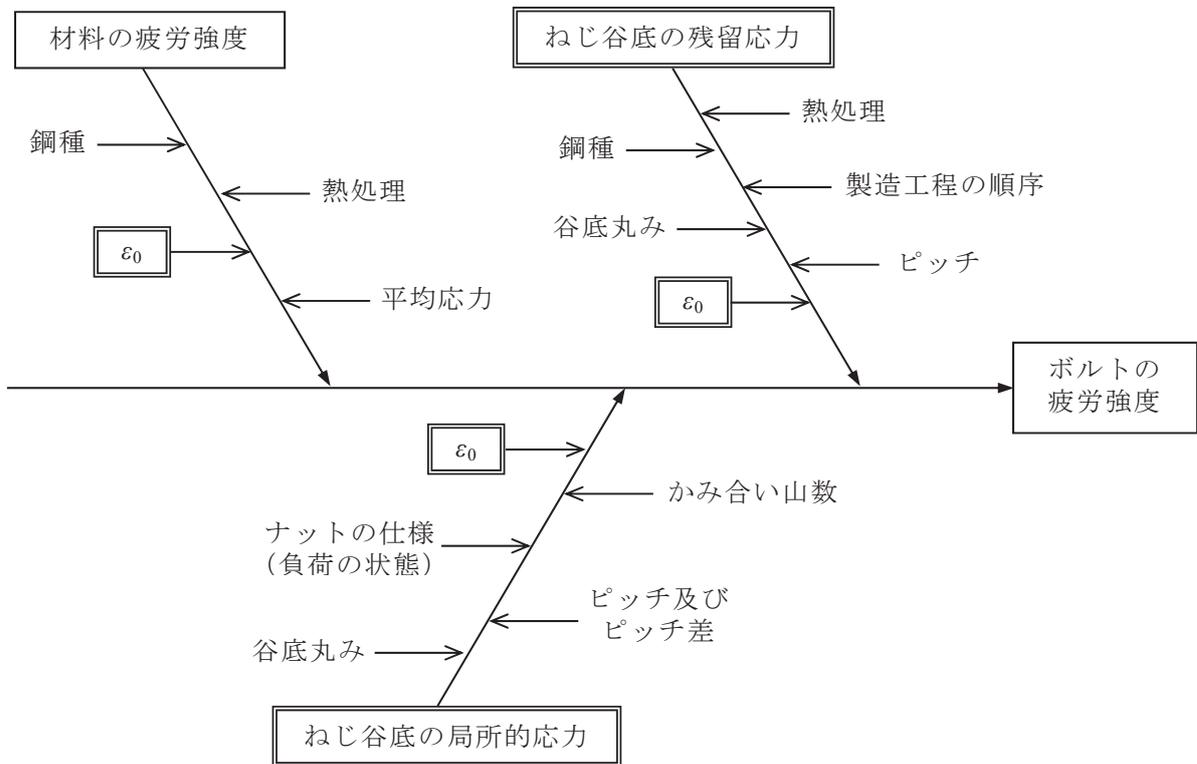 材料の疲労強度
ねじ谷底の残留応力
鋼種
熱処理
ε₀
平均応力
熱処理
鋼種
製造工程の順序
谷底丸み
ピッチ
ε₀
ボルトの
疲労強度
ε₀
かみ合い山数
ナットの仕様
(負荷の状態)
ピッチ及び
ピッチ差
谷底丸み
ねじ谷底の局所的応力